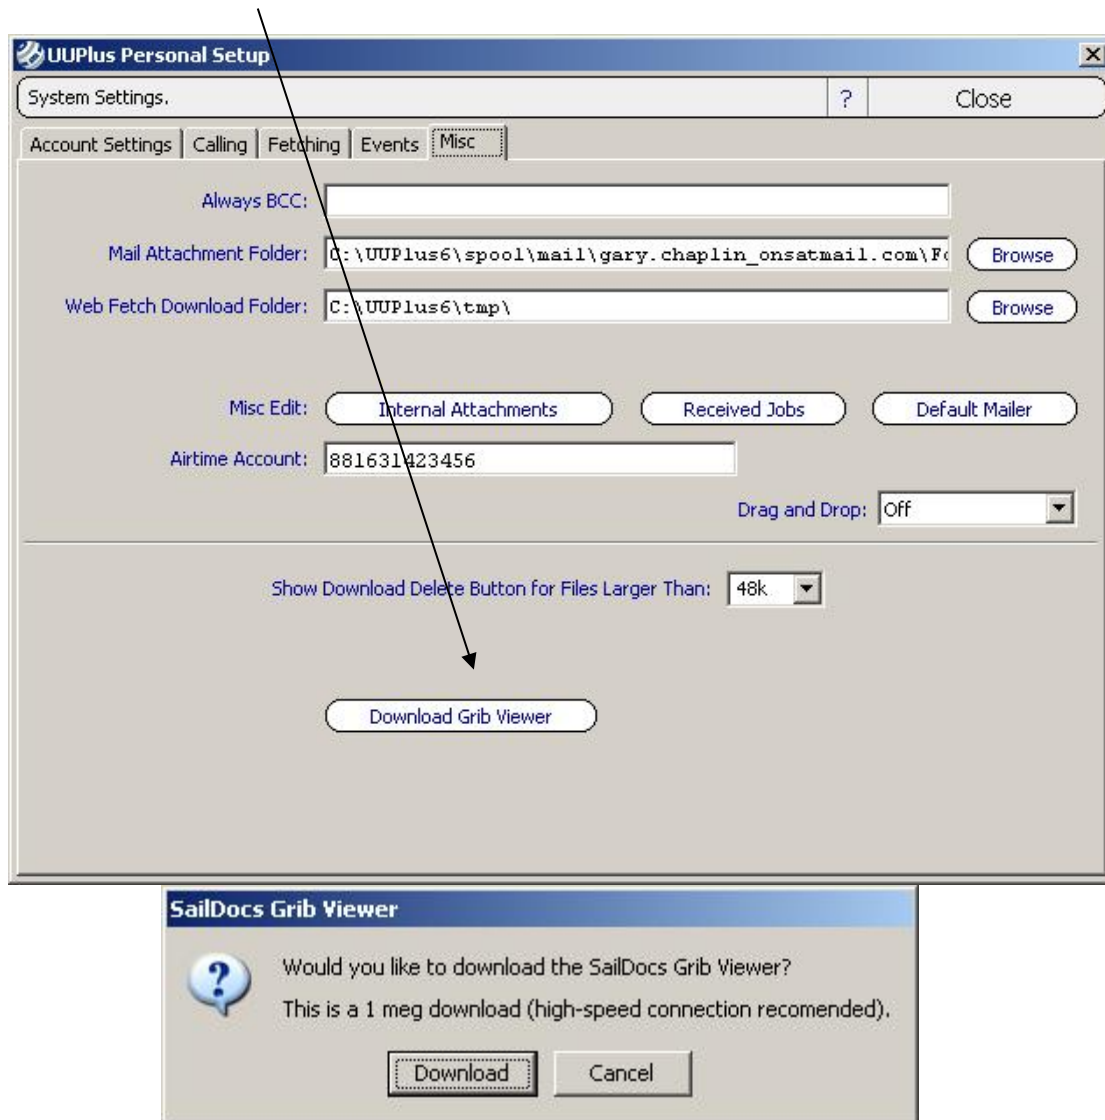 UUPlus Personal Setup
System Settings. ? Close
Account Settings Calling Fetching Events Misc
Always BCC:
Mail Attachment Folder: C:\UUPlus6\spool\mail\gary.chaplin_onsatmail.com\Fo Browse
Web Fetch Download Folder: C:\UUPlus6\tmp\ Browse
Misc Edit: Internal Attachments Received Jobs Default Mailer
Airtime Account: 881631423456
Drag and Drop: Off
Show Download Delete Button for Files Larger Than: 48k
Download Grib Viewer
SailDocs Grib Viewer
Would you like to download the SailDocs Grib Viewer?
This is a 1 meg download (high-speed connection recomended).
Download Cancel